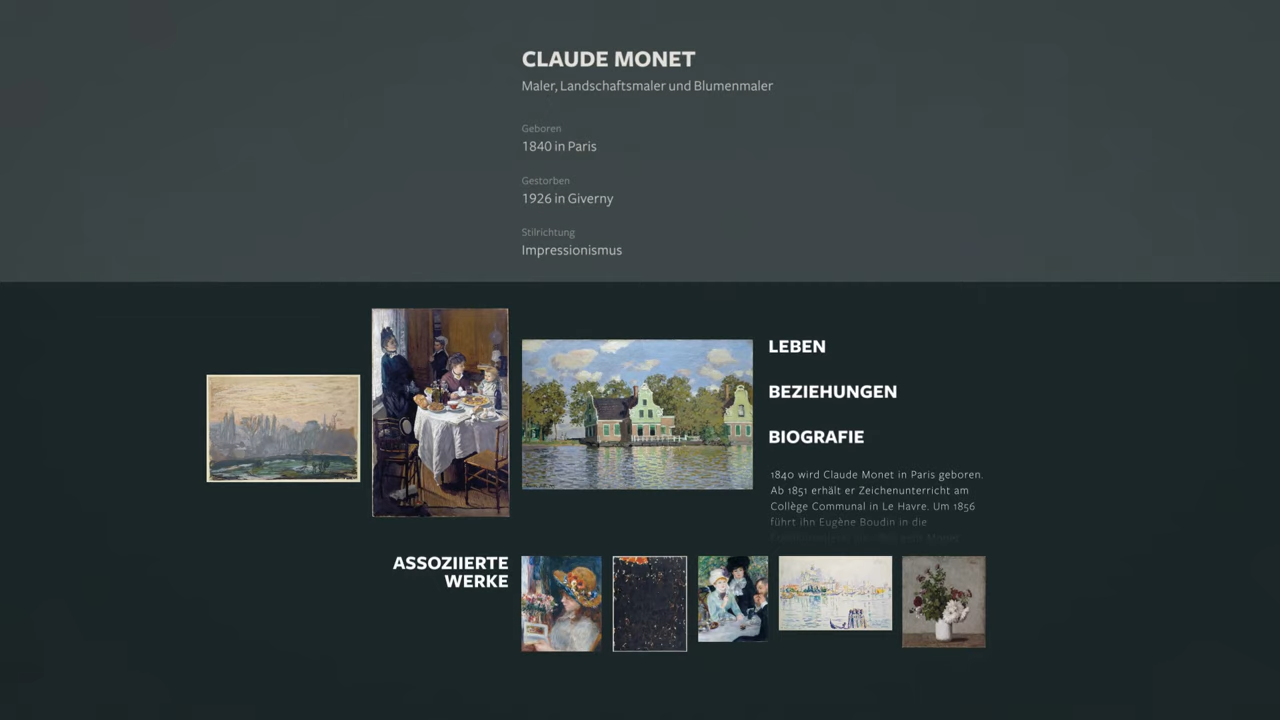 CLAUDE MONET
Maler, Landschaftsmaler und Blumenmaler
Geboren
1840 in Paris
Gestorben
1926 in Giverny
Stilrichtung
Impressionismus
LEBEN
BEZIEHUNGEN
BIOGRAFIE
1840 wird Claude Monet in Paris geboren.
Ab 1851 erhält er Zeichenunterricht am
Collège Communal in Le Havre. Um 1856
führt ihn Eugène Boudin in die
ASSOZIIERTE
WERKE